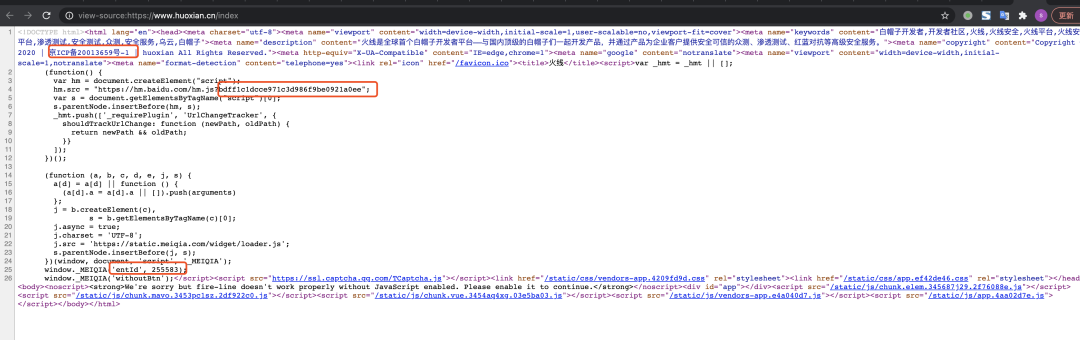 view-source:https://www.huoxian.cn/index
更新
1 <!DOCTYPE html><html lang="en"><head><meta charset="utf-8"><meta name="viewport" content="width=device-width,initial-scale=1,user-scalable=no,viewport-fit=cover"><meta name="keywords" content="白帽子开发者,开发者社区,火线,火线安全,火线平台,火线安
平台,渗透测试,安全测试,众测,安全服务,乌云,白帽子"><meta name="description" content="火线是全球首个白帽子开发者平台——与国内顶级的白帽子们一起开发产品, 并通过产品为企业客户提供安全可信的众测、渗透测试、红蓝对抗等高级安全服务。"><meta name="copyright" content="Copyright
2020 | 京ICP备20013659号-1 | huoxian All Rights Reserved."><meta http-equiv="X-UA-Compatible" content="IE=edge,chrome=1"><meta name="google" content="notranslate"><meta name="viewport" content="width=device-width,initial-
scale=1,notranslate"><meta name="format-detection" content="telephone=yes"><link rel="icon" href="/favicon.ico"><title>火线</title><script>var _hmt = _hmt || [];
2 (function() {
3 var hm = document.createElement("script");
4 hm.src = "https://hm.baidu.com/hm.js?bdff1c1dcce971c3d986f9be0921a0ee";
5 var s = document.getElementsByTagName("script")[0];
6 s.parentNode.insertBefore(hm, s);
7 _hmt.push(['_requirePlugin', 'UrlChangeTracker', {
8 shouldTrackUrlChange: function (newPath, oldPath) {
9 return newPath && oldPath;
10 }}
11 ]);
12 })();
13
14 (function (a, b, c, d, e, j, s) {
15 a[d] = a[d] || function () {
16 (a[d].a = a[d].a || []).push(arguments)
17 };
18 j = b.createElement(c),
19 s = b.getElementsByTagName(c)[0];
20 j.async = true;
21 j.charset = 'UTF-8';
22 j.src = 'https://static.meiqia.com/widget/loader.js';
23 s.parentNode.insertBefore(j, s);
24 })(window, document, 'script', '_MEIQIA');
25 window._MEIQIA('entId', 255583);
26 window._MEIQIA('withoutBtn');</script><script src="https://ssl.captcha.qq.com/TCaptcha.js"></script><link href="/static/css/vendors-app.4209fd9d.css" rel="stylesheet"><link href="/static/css/app.ef42de46.css" rel="stylesheet"></head>
<body><noscript><strong>We're sorry but fire-line doesn't work properly without JavaScript enabled. Please enable it to continue.</strong></noscript><div id="app"></div><script src="/static/js/chunk.elem.345687j29.2f76088e.js"></script>
<script src="/static/js/chunk.mavo.3453pclsz.2df922c0.js"></script><script src="/static/js/chunk.vue.3454aq4xg.03e5ba03.js"></script><script src="/static/js/vendors-app.e4a040d7.js"></script><script src="/static/js/app.4aa02d7e.js">
</script></body></html>